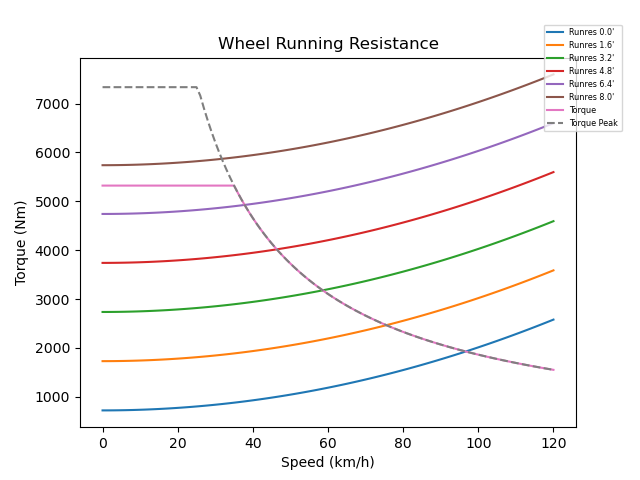 Wheel Running Resistance
Runres 0.0'
Runres 1.6'
Runres 3.2'
Runres 4.8'
Runres 6.4'
Runres 8.0'
Torque
Torque Peak
Torque (Nm)
7000
6000
5000
4000
3000
2000
1000
0 20 40 60 80 100 120
Speed (km/h)